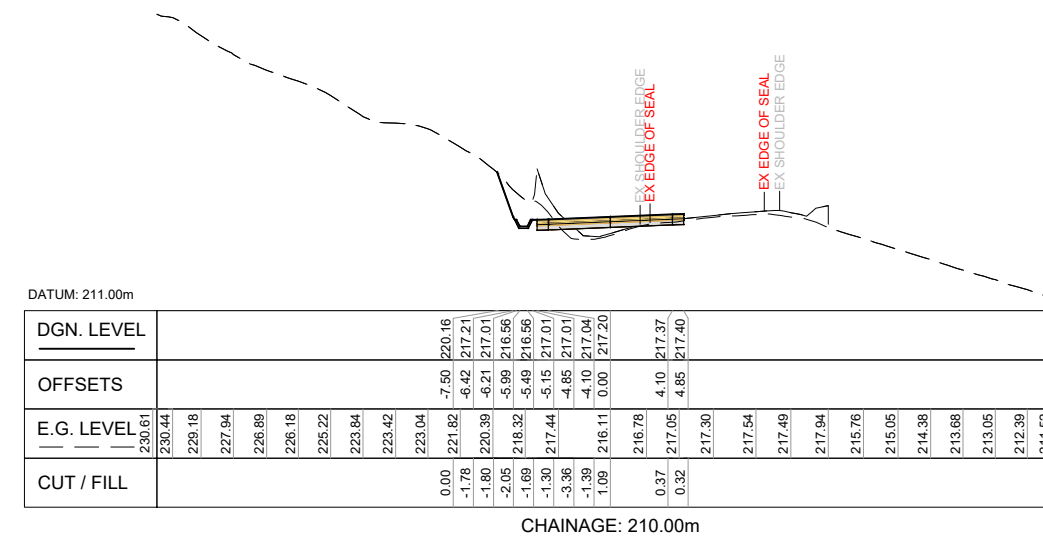 EX SHOULDER EDGE
EX EDGE OF SEAL
EX EDGE OF SEAL
EX SHOULDER EDGE
DATUM: 211.00m
DGN. LEVEL 220.16 217.21 217.01 216.56 216.56 217.01 217.01 217.04 217.20 217.37 217.40
OFFSETS -7.50 -6.42 -6.21 -5.99 -5.49 -5.15 -4.85 -4.10 0.00 4.10 4.85
E.G. LEVEL 230.61 230.44 229.18 227.94 226.89 226.18 225.22 223.84 223.42 223.04 221.82 220.39 218.32 217.44 216.11 216.78 217.05 217.30 217.54 217.49 217.94 215.76 215.05 214.38 213.68 213.05 212.39
CUT / FILL 0.00 -1.78 -1.80 -2.05 -1.69 -1.30 -3.36 -1.39 1.09 0.37 0.32
CHAINAGE: 210.00m